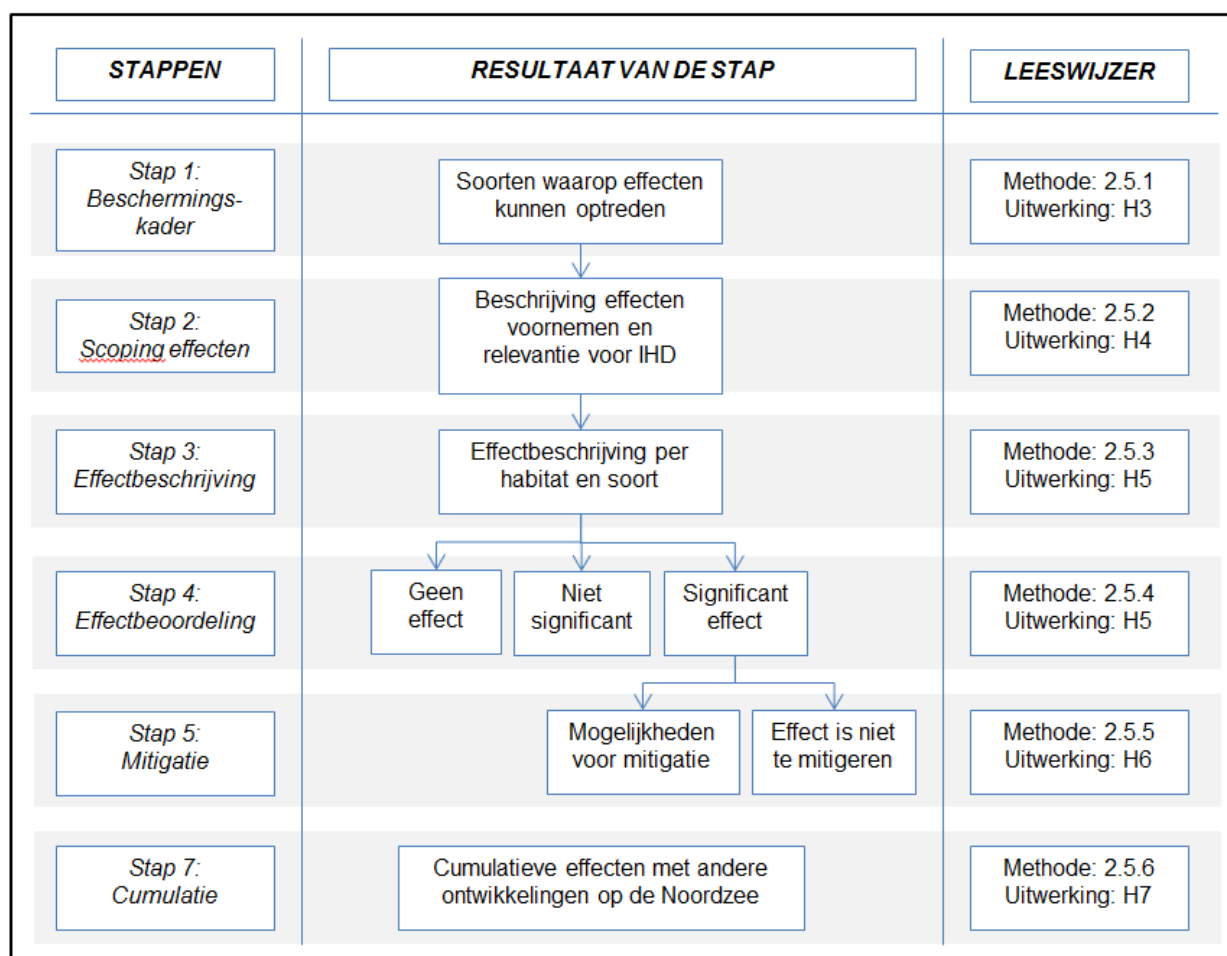 STAPPEN
RESULTAAT VAN DE STAP
LEESWIJZER
Stap 1:
Beschermings-
kader
Soorten waarop effecten
kunnen optreden
Methode: 2.5.1
Uitwerking: H3
Stap 2:
Scoping effecten
Beschrijving effecten
voornemen en
relevantie voor IHD
Methode: 2.5.2
Uitwerking: H4
Stap 3:
Effectbeschrijving
Effectbeschrijving per
habitat en soort
Methode: 2.5.3
Uitwerking: H5
Stap 4:
Effectbeoordeling
Geen
effect
Niet
significant
Significant
effect
Methode: 2.5.4
Uitwerking: H5
Stap 5:
Mitigatie
Mogelijkheden
voor mitigatie
Effect is niet
te mitigeren
Methode: 2.5.5
Uitwerking: H6
Stap 7:
Cumulatie
Cumulatieve effecten met andere
ontwikkelingen op de Noordzee
Methode: 2.5.6
Uitwerking: H7